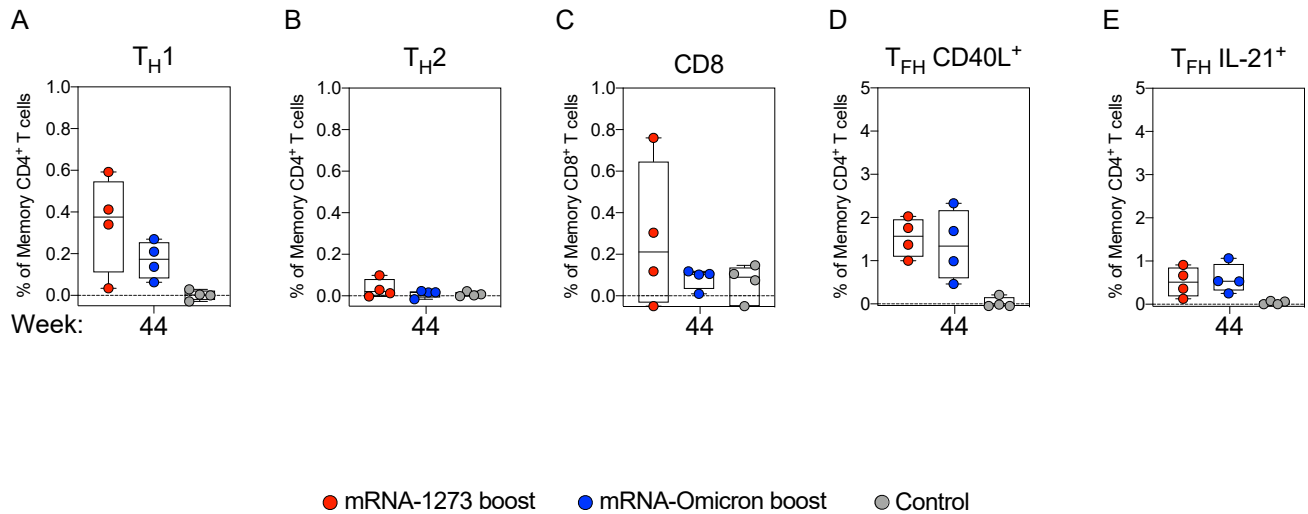 A
B
C
D
E
T_H1
T_H2
CD8
T_FH CD40L⁺
T_FH IL-21⁺
% of Memory CD4⁺ T cells
1.0
0.8
0.6
0.4
0.2
0.0
% of Memory CD4⁺ T cells
1.0
0.8
0.6
0.4
0.2
0.0
% of Memory CD8⁺ T cells
1.0
0.8
0.6
0.4
0.2
0.0
% of Memory CD4⁺ T cells
5
4
3
2
1
0
% of Memory CD4⁺ T cells
5
4
3
2
1
0
Week: 44
44
44
44
44
mRNA-1273 boost
mRNA-Omicron boost
Control